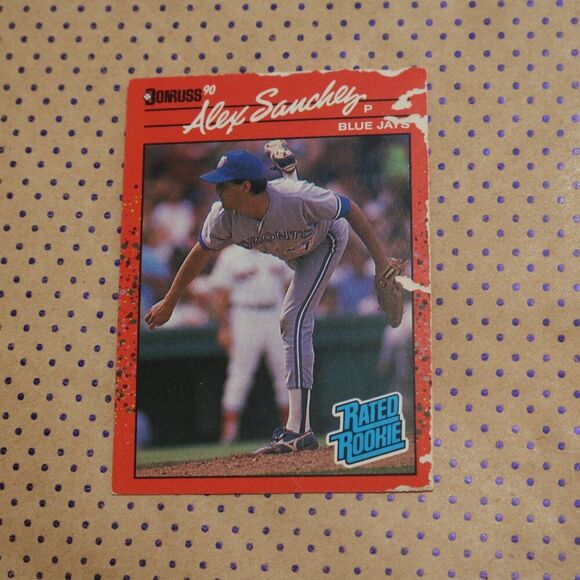 DONRUSS 90
Alex Sanchez
P
BLUE JAYS
TORONTO
RATED
ROOKIE